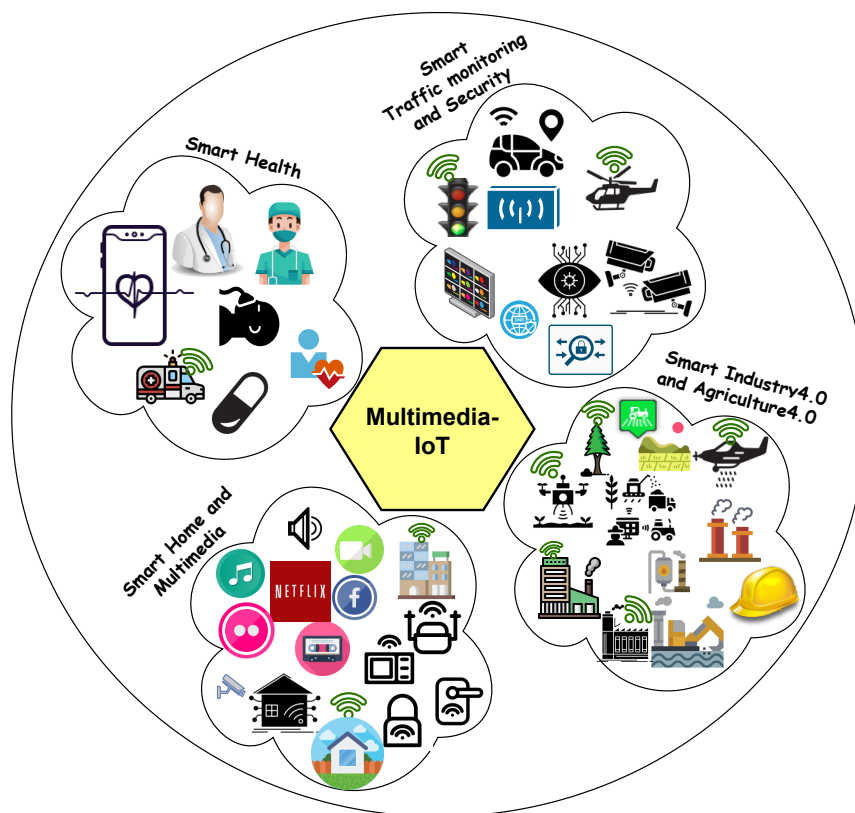 Smart
Traffic monitoring
and Security
Smart Health
Smart Industry4.0
and Agriculture4.0
Multimedia-
IoT
Smart Home and
Multimedia
NETFLIX
f